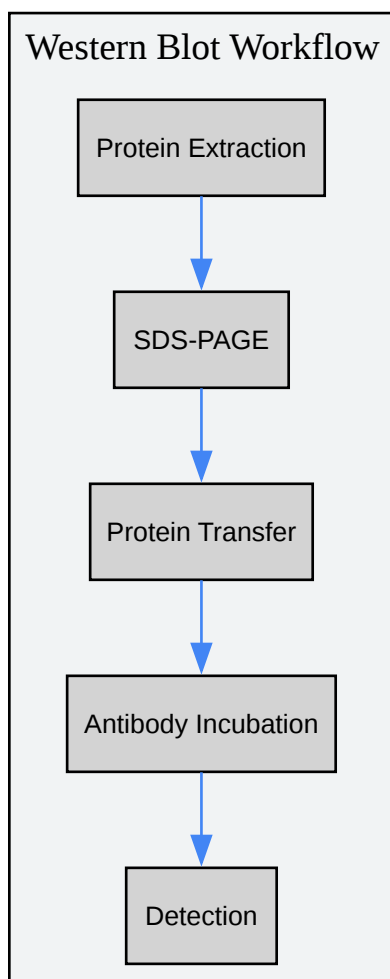 Western Blot Workflow
Protein Extraction
SDS-PAGE
Protein Transfer
Antibody Incubation
Detection